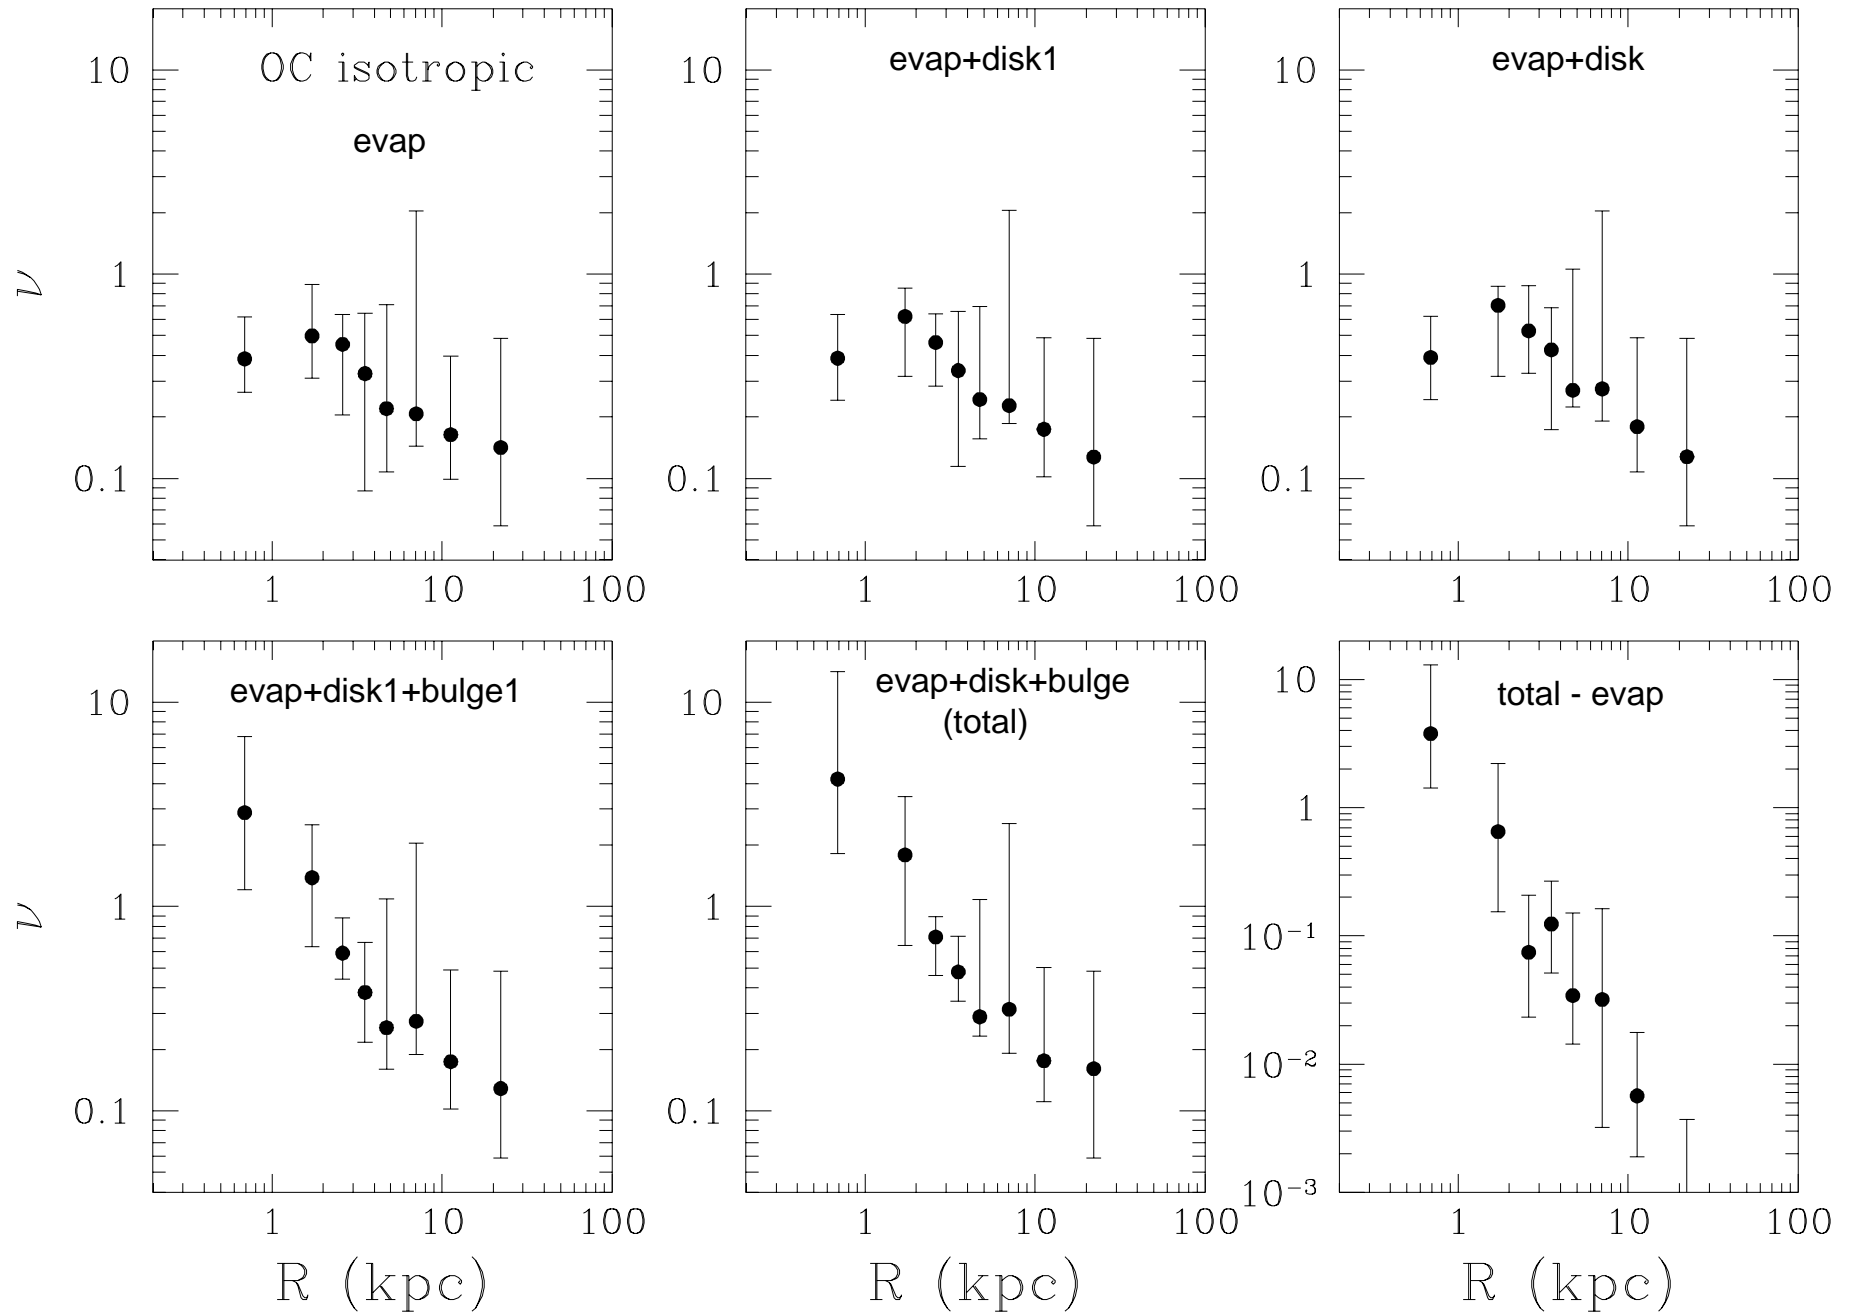 OC isotropic
evap
evap+disk1
evap+disk
10
1
0.1
10
1
0.1
10
1
0.1
ν
1 10 100
1 10 100
1 10 100
evap+disk1+bulge1
evap+disk+bulge
(total)
total - evap
10
1
0.1
10
1
0.1
10
1
10⁻¹
10⁻²
10⁻³
ν
1 10 100
1 10 100
1 10 100
R (kpc)
R (kpc)
R (kpc)